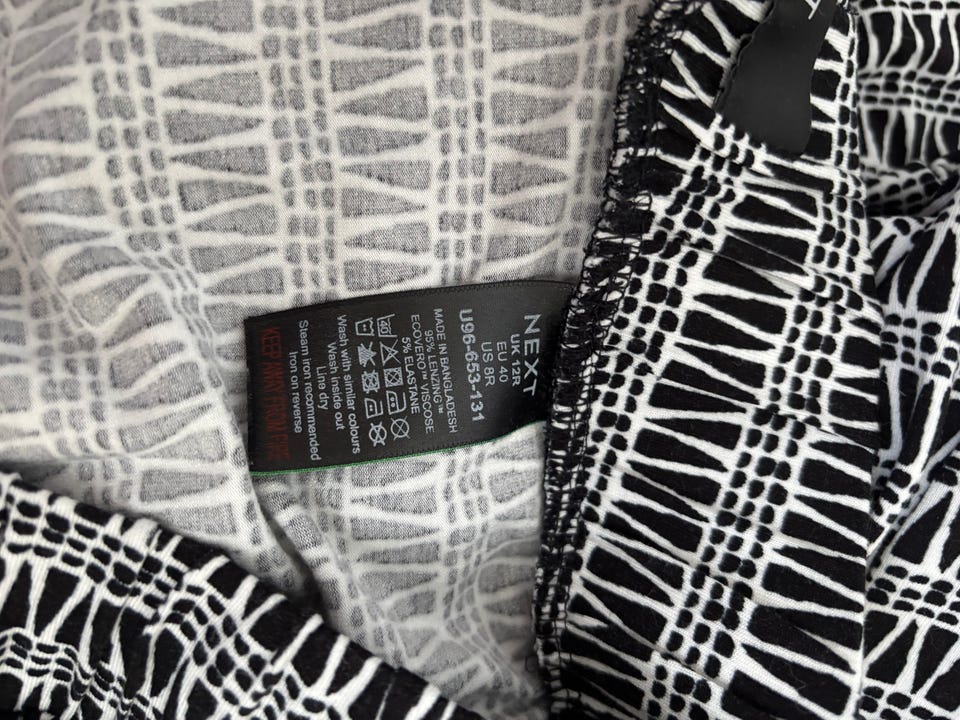 NEXT
UK 12R
EU 40
US 8R
U96-653-131
MADE IN BANGLADESH
95% LENZING™
ECOVERO™ VISCOSE
5% ELASTANE
40
Wash with similar colours
Wash inside out
Line dry
Steam iron recommended
Iron on reverse
KEEP AWAY FROM FIRE